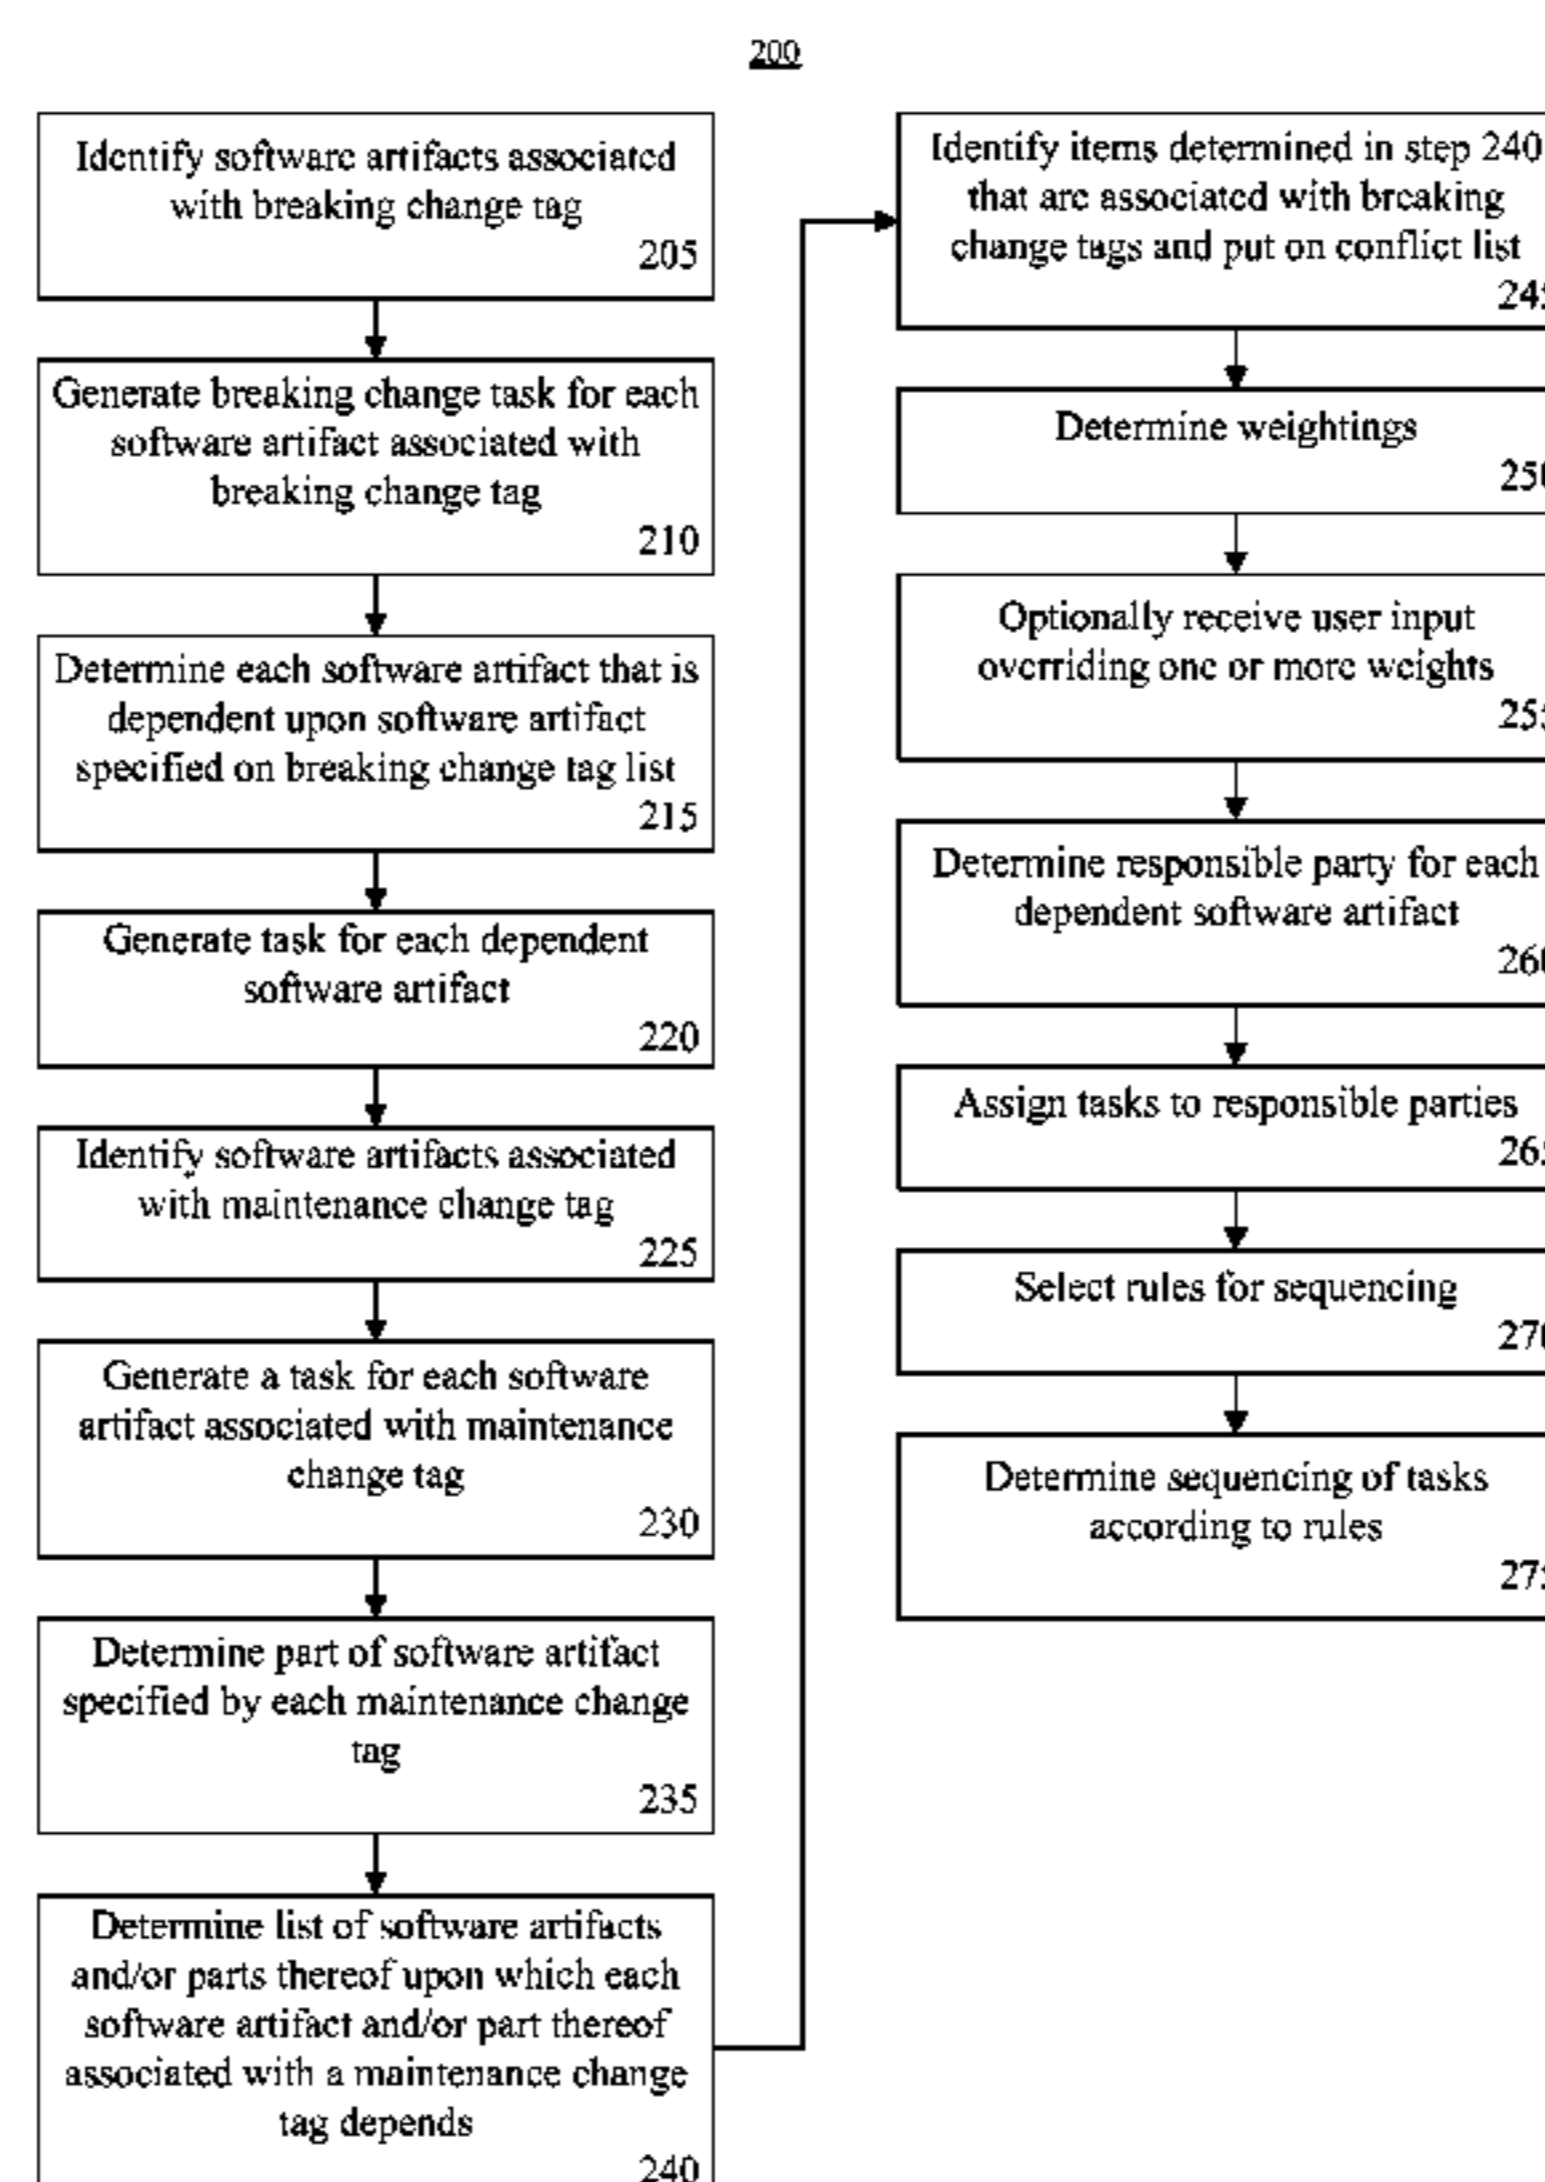 200
Identify software artifacts associated
with breaking change tag
205
Generate breaking change task for each
software artifact associated with
breaking change tag
210
Determine each software artifact that is
dependent upon software artifact
specified on breaking change tag list
215
Generate task for each dependent
software artifact
220
Identify software artifacts associated
with maintenance change tag
225
Generate a task for each software
artifact associated with maintenance
change tag
230
Determine part of software artifact
specified by each maintenance change
tag
235
Determine list of software artifacts
and/or parts thereof upon which each
software artifact and/or part thereof
associated with a maintenance change
tag depends
240
Identify items determined in step 240
that are associated with breaking
change tags and put on conflict list
245
Determine weightings
250
Optionally receive user input
overriding one or more weights
255
Determine responsible party for each
dependent software artifact
260
Assign tasks to responsible parties
265
Select rules for sequencing
270
Determine sequencing of tasks
according to rules
275